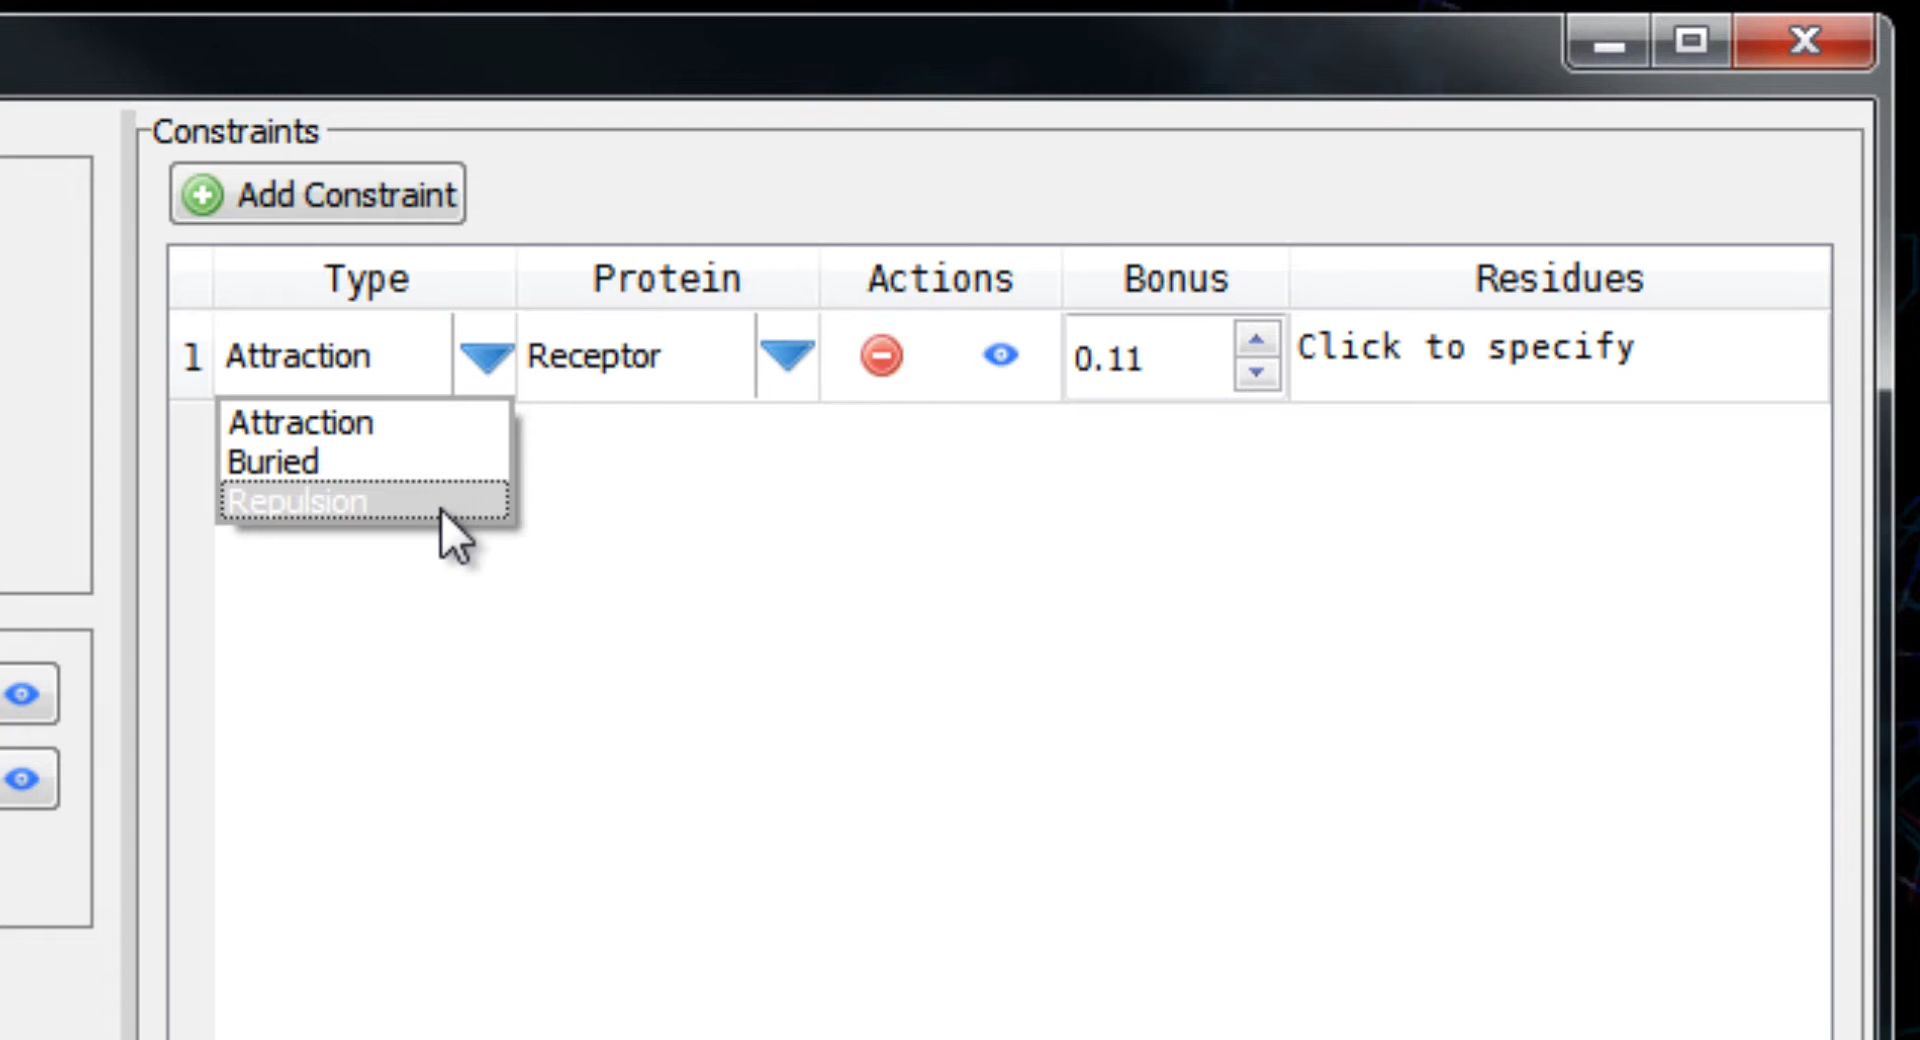 Constraints
Add Constraint
Type Protein Actions Bonus Residues
1 Attraction Receptor 0.11 Click to specify
Attraction
Buried
Repulsion